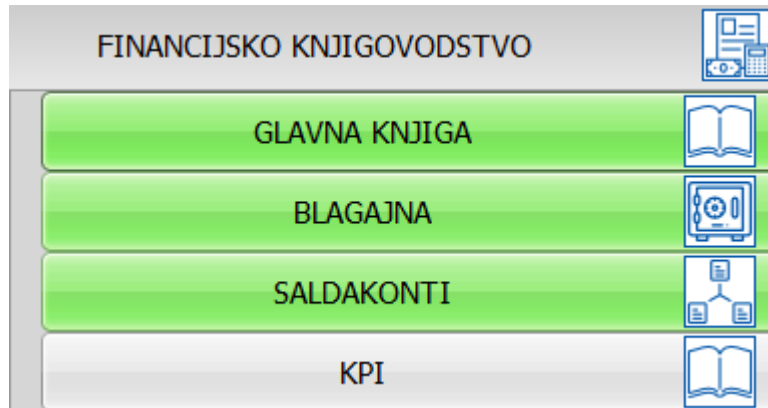 FINANCIJSKO KNJIGOVODSTVO
GLAVNA KNJIGA
BLAGAJNA
SALDAKONTI
KPI